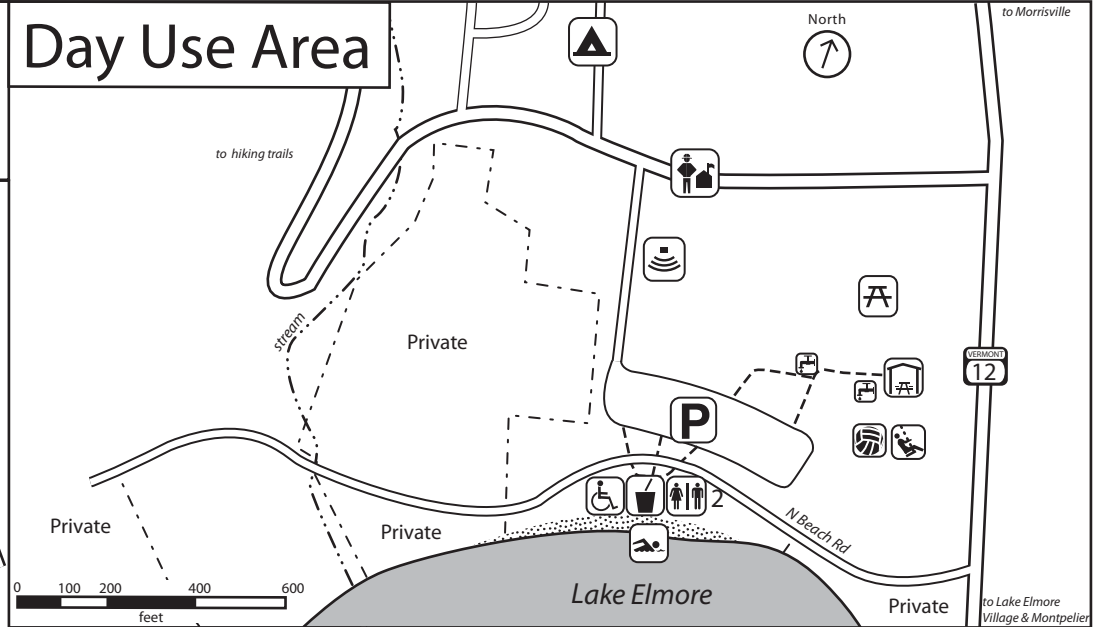 Day Use Area
to Morrisville
North
to hiking trails
stream
Private
VERMONT
12
P
2
N Beach Rd
Private
Private
Lake Elmore
Private
0 100 200 400 600
feet
to Lake Elmore
Village & Montpelier